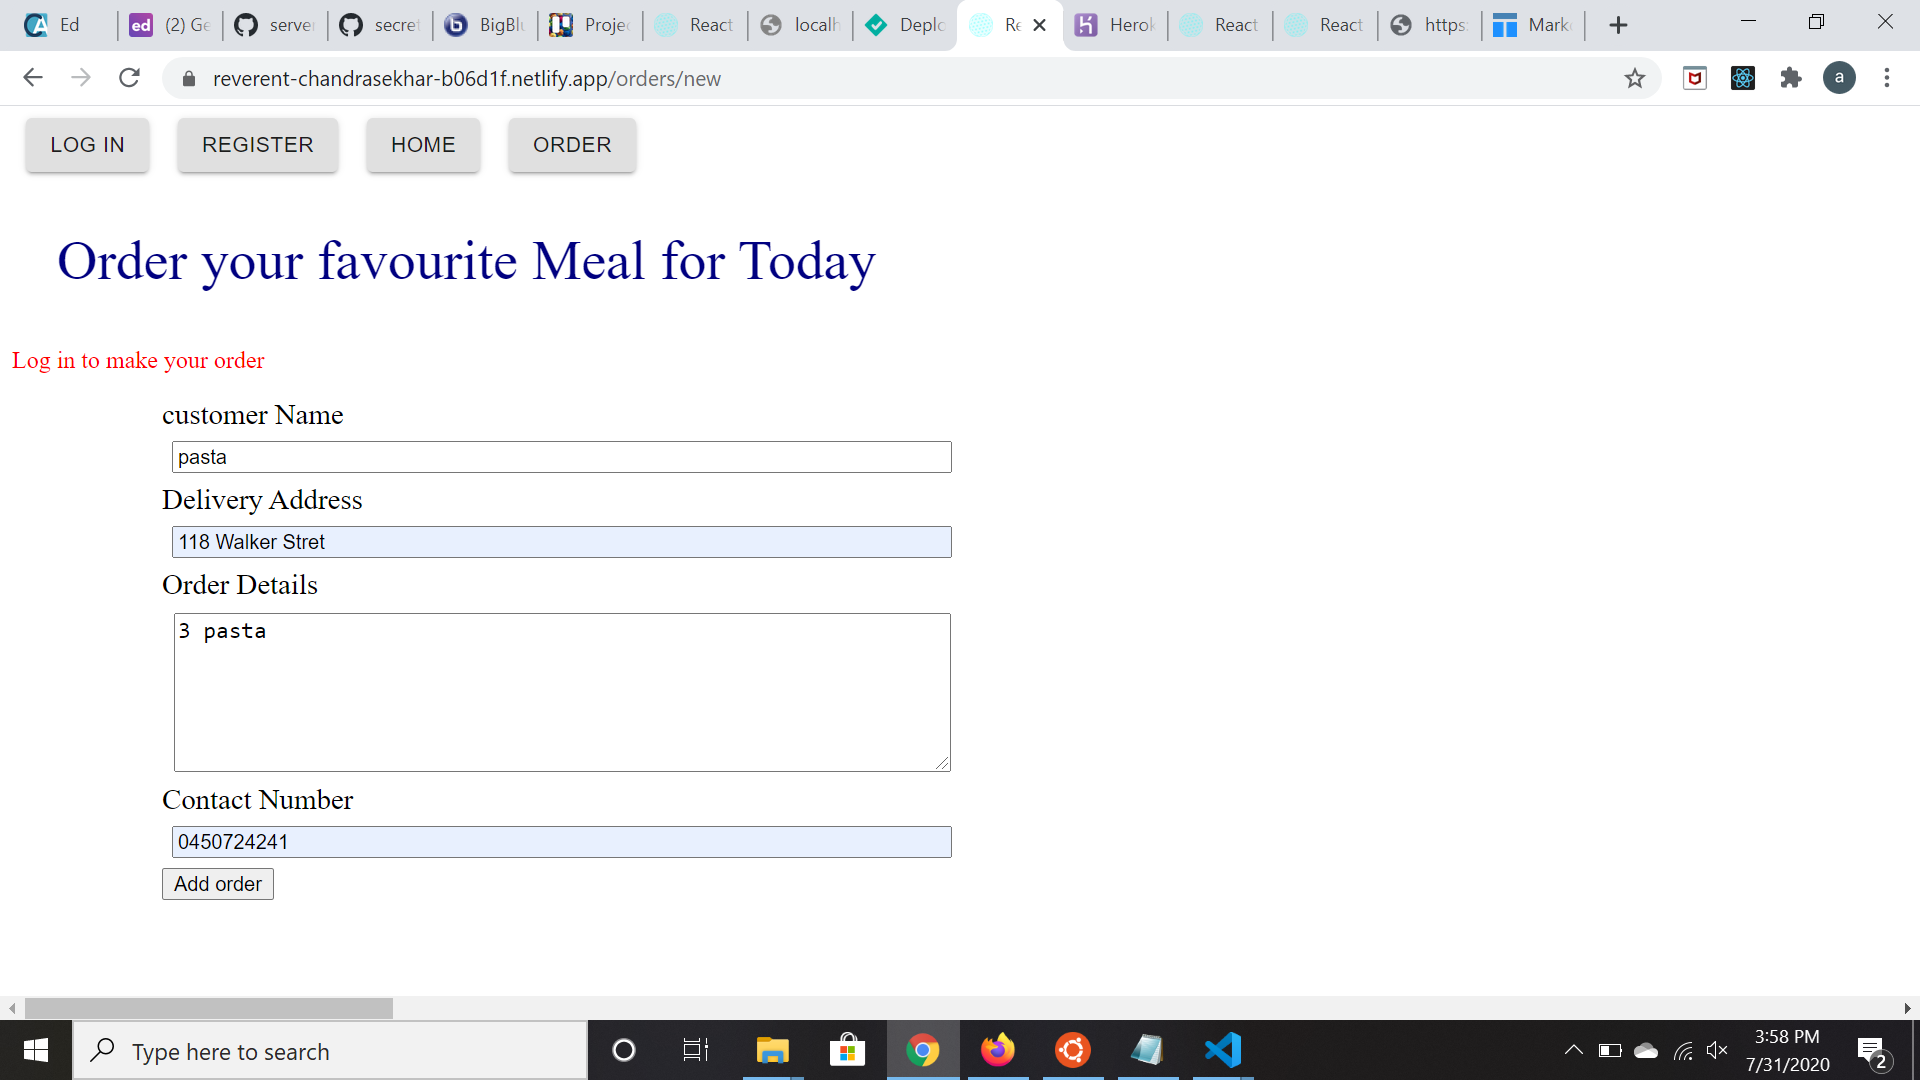 Ed
(2) Ge
server
secret
BigBlu
Projec
React
localh
Deplo
Re
Herok
React
React
https:
Mark
reverent-chandrasekhar-b06d1f.netlify.app/orders/new
a
LOG IN
REGISTER
HOME
ORDER
Order your favourite Meal for Today
Log in to make your order
customer Name
pasta
Delivery Address
118 Walker Stret
Order Details
3 pasta
Contact Number
0450724241
Add order
Type here to search
3:58 PM
7/31/2020
2